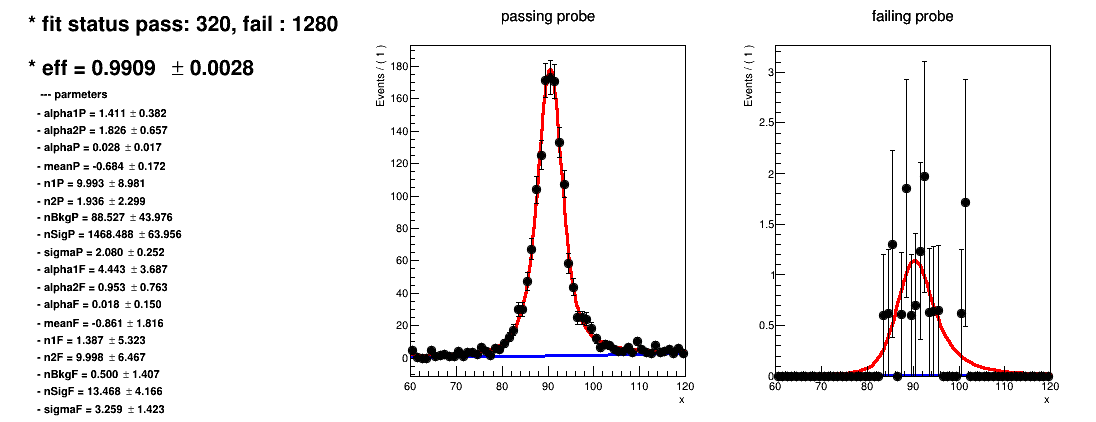 * fit status pass: 320, fail : 1280
* eff = 0.9909 ± 0.0028
--- parmeters
- alpha1P = 1.411 ± 0.382
- alpha2P = 1.826 ± 0.657
- alphaP = 0.028 ± 0.017
- meanP = -0.684 ± 0.172
- n1P = 9.993 ± 8.981
- n2P = 1.936 ± 2.299
- nBkgP = 88.527 ± 43.976
- nSigP = 1468.488 ± 63.956
- sigmaP = 2.080 ± 0.252
- alpha1F = 4.443 ± 3.687
- alpha2F = 0.953 ± 0.763
- alphaF = 0.018 ± 0.150
- meanF = -0.861 ± 1.816
- n1F = 1.387 ± 5.323
- n2F = 9.998 ± 6.467
- nBkgF = 0.500 ± 1.407
- nSigF = 13.468 ± 4.166
- sigmaF = 3.259 ± 1.423
passing probe
Events / ( 1 )
180
160
140
120
100
80
60
40
20
0
60 70 80 90 100 110 120
x
failing probe
Events / ( 1 )
3
2.5
2
1.5
1
0.5
0
60 70 80 90 100 110 120
x